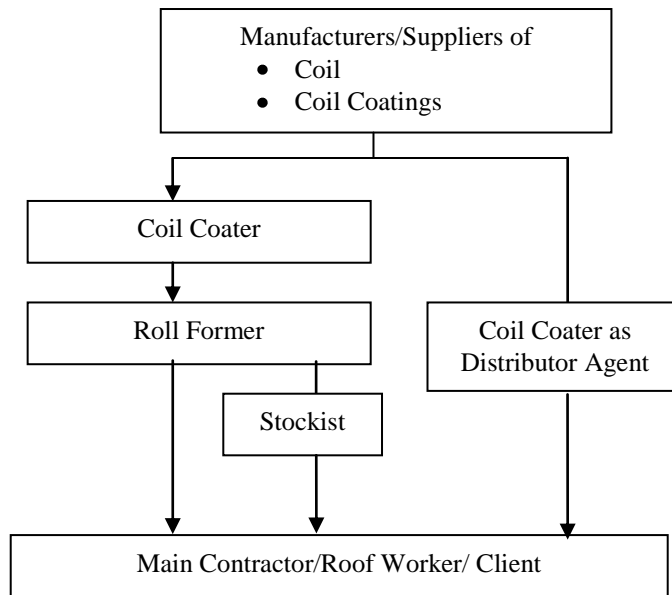 Manufacturers/Suppliers of
• Coil
• Coil Coatings
Coil Coater
Roll Former
Coil Coater as
Distributor Agent
Stockist
Main Contractor/Roof Worker/ Client